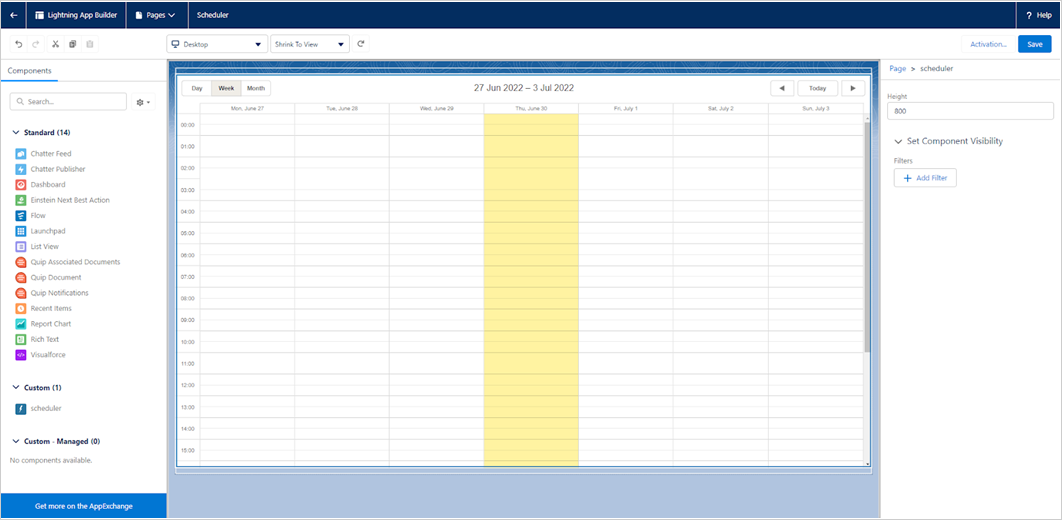 Lightning App Builder
Pages
Scheduler
? Help
Desktop
Shrink To View
Activation...
Save
Components
Search...
Standard (14)
Chatter Feed
Chatter Publisher
Dashboard
Einstein Next Best Action
Flow
Launchpad
List View
Quip Associated Documents
Quip Document
Quip Notifications
Recent Items
Report Chart
Rich Text
Visualforce
Custom (1)
scheduler
Custom - Managed (0)
No components available.
Get more on the AppExchange
Day Week Month
27 Jun 2022 – 3 Jul 2022
Today
Mon, June 27 Tue, June 28 Wed, June 29 Thu, June 30 Fri, July 1 Sat, July 2 Sun, July 3
00:00
01:00
02:00
03:00
04:00
05:00
06:00
07:00
08:00
09:00
10:00
11:00
12:00
13:00
14:00
15:00
Page > scheduler
Height
800
Set Component Visibility
Filters
+ Add Filter